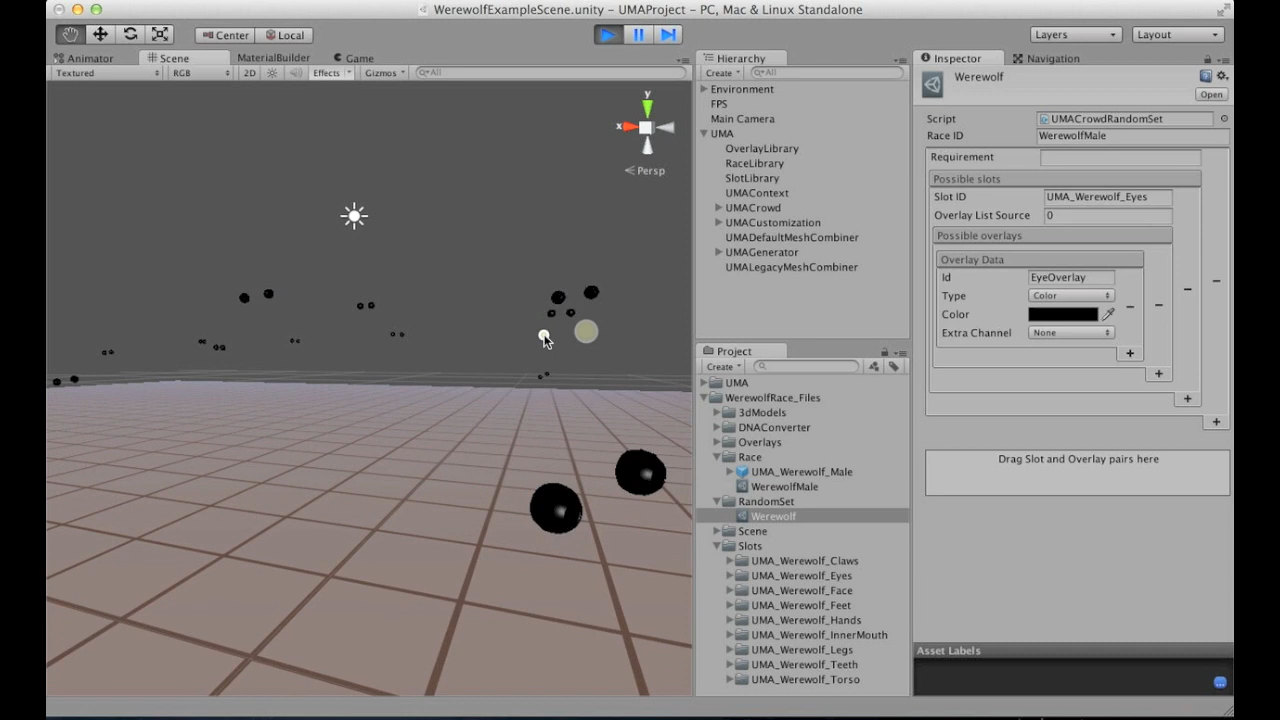 WerewolfExampleScene.unity - UMAProject - PC, Mac & Linux Standalone
Center Local Layers Layout
Animator Scene MaterialBuilder Game
Textured RGB 2D Effects Gizmos All
y
x
Persp
Hierarchy
Create All
Environment
FPS
Main Camera
UMA
OverlayLibrary
RaceLibrary
SlotLibrary
UMAContext
UMACrowd
UMACustomization
UMADefaultMeshCombiner
UMAGenerator
UMALegacyMeshCombiner
Project
Create
UMA
WerewolfRace_Files
3dModels
DNAConverter
Overlays
Race
UMA_Werewolf_Male
WerewolfMale
RandomSet
Werewolf
Scene
Slots
UMA_Werewolf_Claws
UMA_Werewolf_Eyes
UMA_Werewolf_Face
UMA_Werewolf_Feet
UMA_Werewolf_Hands
UMA_Werewolf_InnerMouth
UMA_Werewolf_Legs
UMA_Werewolf_Teeth
UMA_Werewolf_Torso
Inspector Navigation
Werewolf
Open
Script UMACrowdRandomSet
Race ID WerewolfMale
Requirement
Possible slots
Slot ID UMA_Werewolf_Eyes
Overlay List Source 0
Possible overlays
Overlay Data
Id EyeOverlay
Type Color
Color
Extra Channel None
Drag Slot and Overlay pairs here
Asset Labels